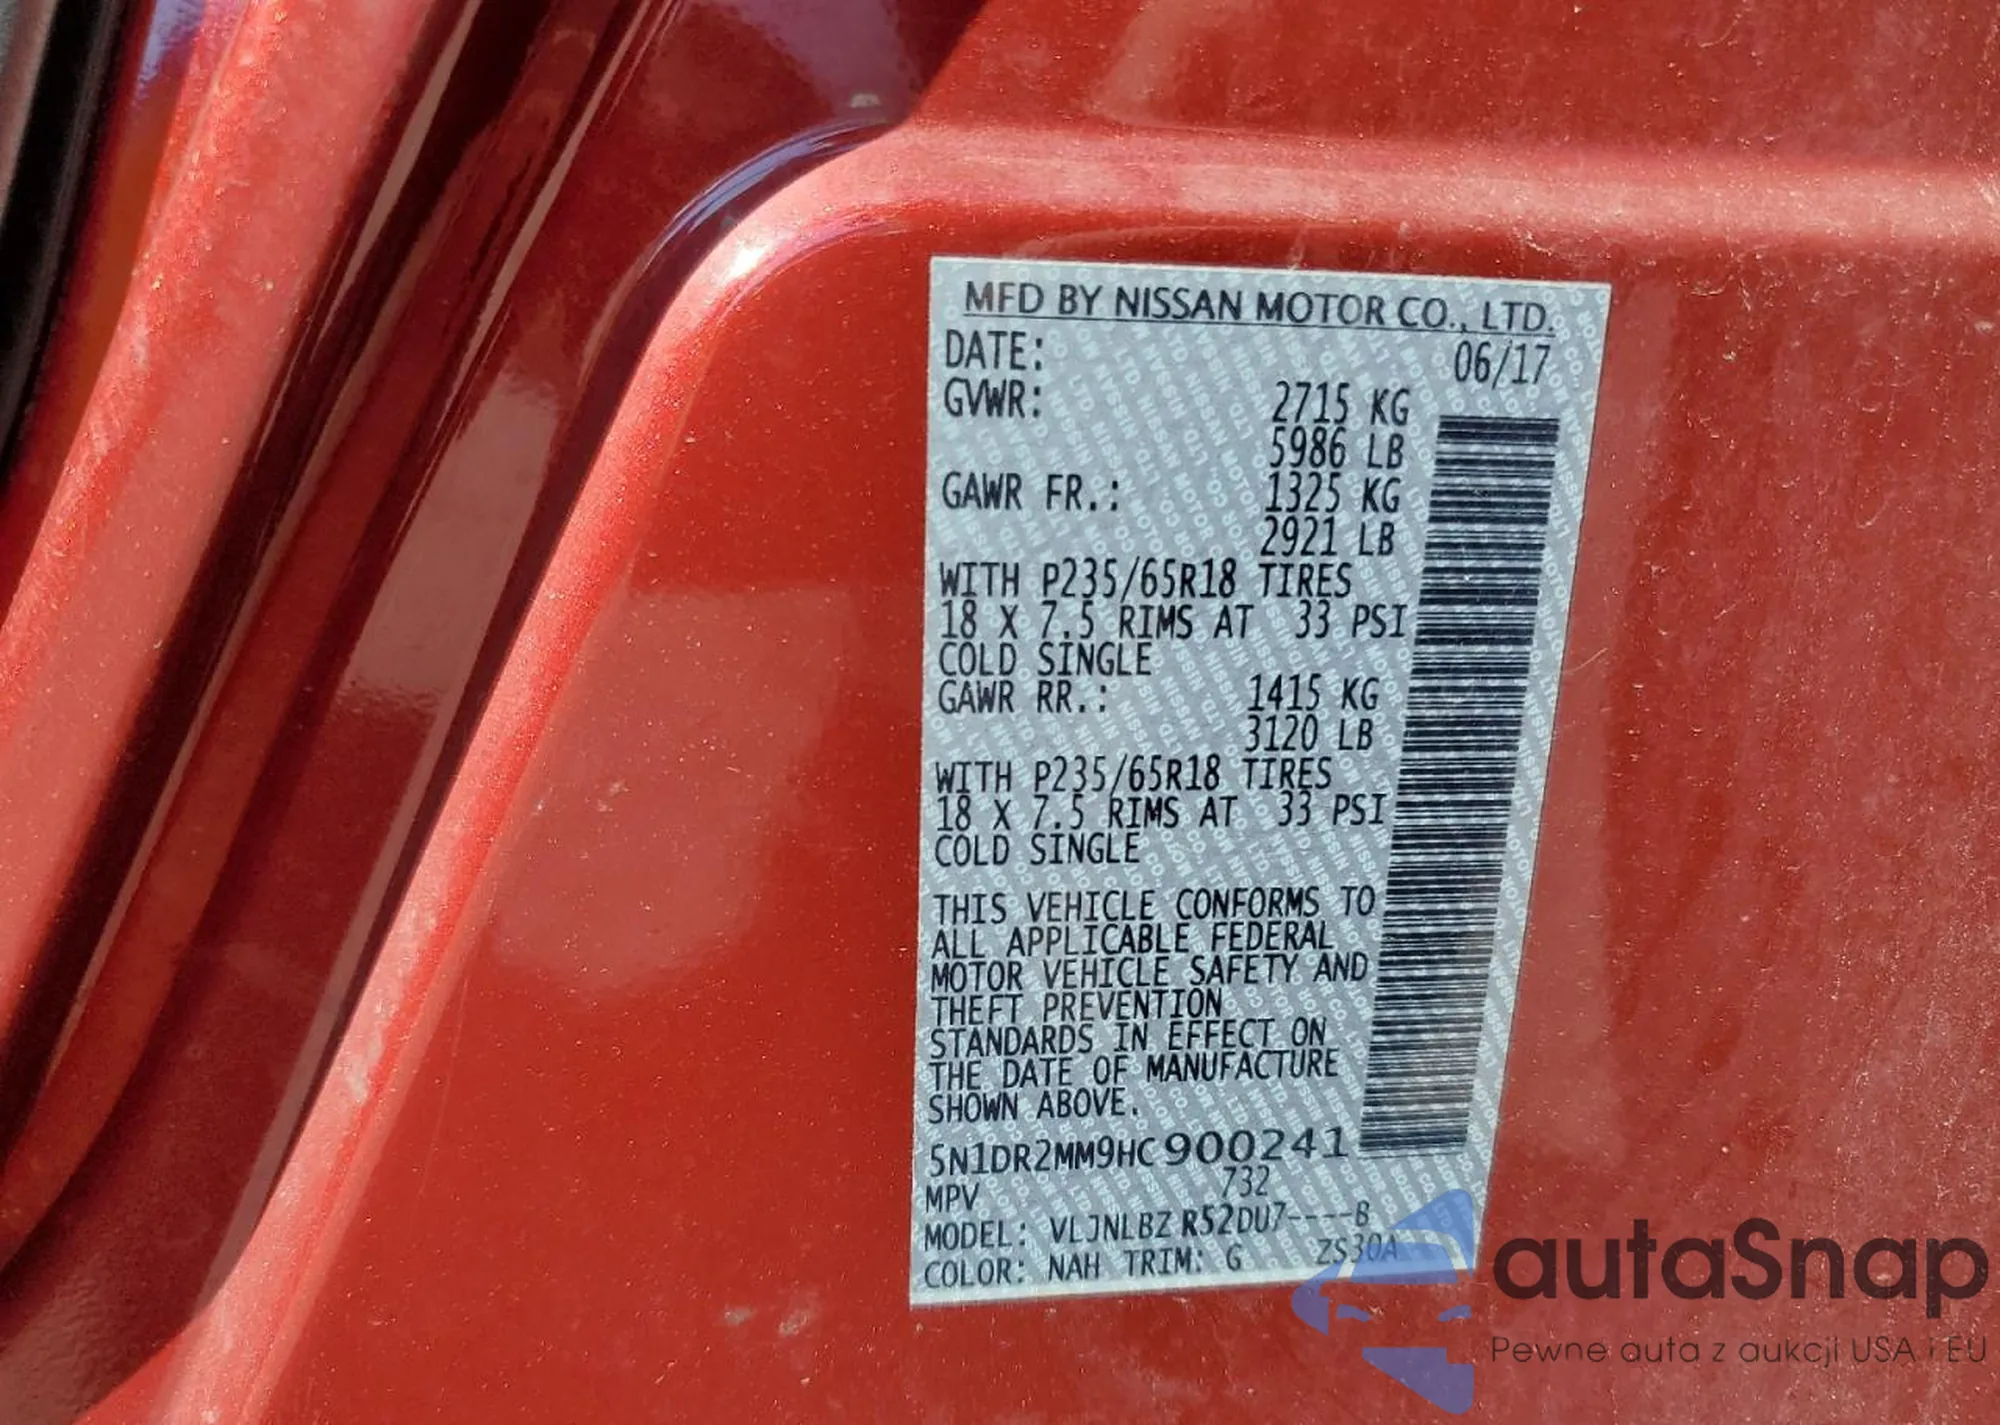 MFD BY NISSAN MOTOR CO., LTD.
DATE: 06/17
GVWR: 2715 KG
5986 LB
GAWR FR.: 1325 KG
2921 LB
WITH P235/65R18 TIRES
18 X 7.5 RIMS AT 33 PSI
COLD SINGLE
GAWR RR.: 1415 KG
3120 LB
WITH P235/65R18 TIRES
18 X 7.5 RIMS AT 33 PSI
COLD SINGLE
THIS VEHICLE CONFORMS TO
ALL APPLICABLE FEDERAL
MOTOR VEHICLE SAFETY AND
THEFT PREVENTION
STANDARDS IN EFFECT ON
THE DATE OF MANUFACTURE
SHOWN ABOVE.
5N1DR2MM9HC900241
MPV 732
MODEL: VLJNLBZ R52DU7----B
COLOR: NAH TRIM: G ZS30A
autaSnap
Pewne auta z aukcji USA i EU